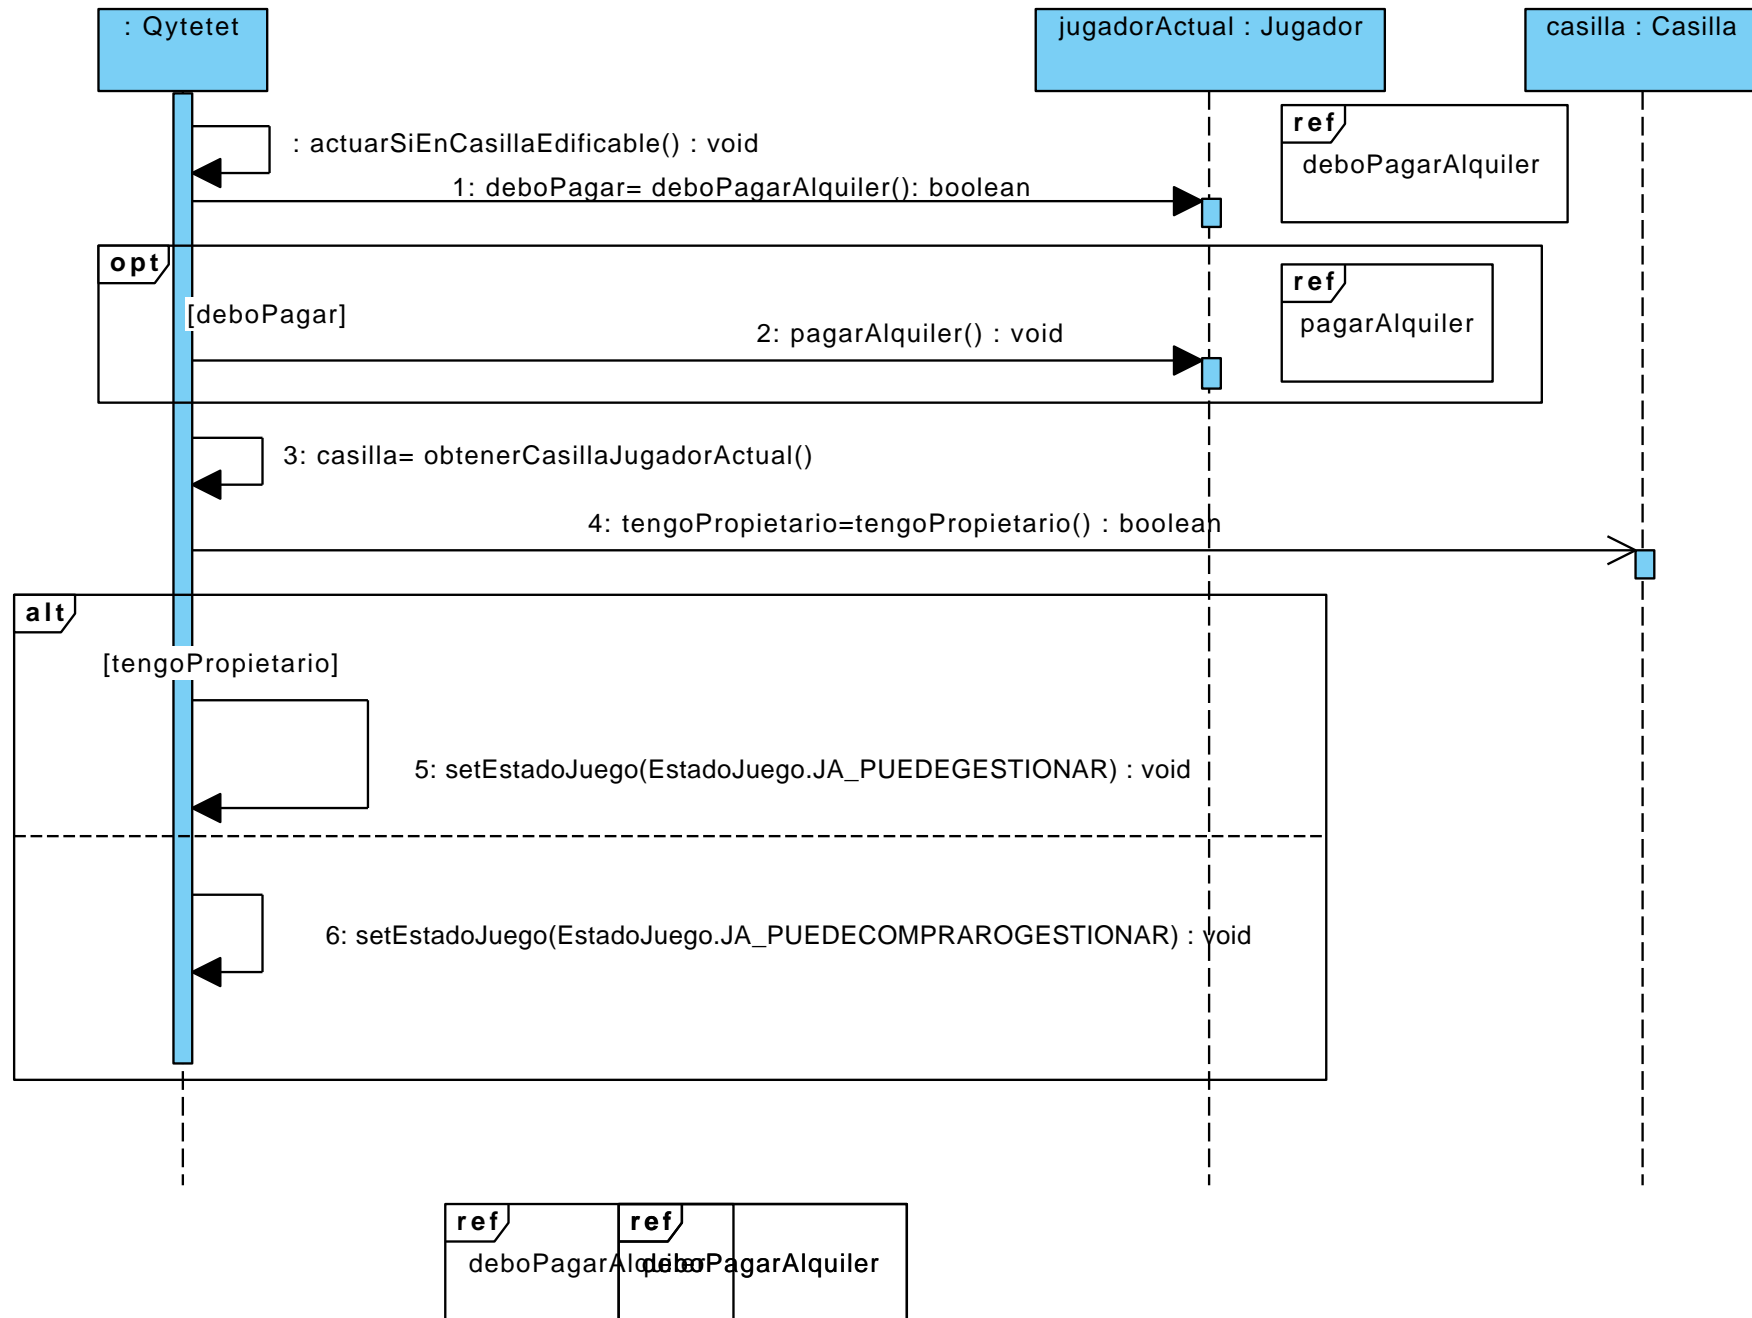 : Qytetet
jugadorActual : Jugador
casilla : Casilla
ref
deboPagarAlquiler
: actuarSiEnCasillaEdificable() : void
1: deboPagar= deboPagarAlquiler(): boolean
opt
ref
pagarAlquiler
[deboPagar]
2: pagarAlquiler() : void
3: casilla= obtenerCasillaJugadorActual()
4: tengoPropietario=tengoPropietario() : boolean
alt
[tengoPropietario]
5: setEstadoJuego(EstadoJuego.JA_PUEDEGESTIONAR) : void
6: setEstadoJuego(EstadoJuego.JA_PUEDECOMPRAROGESTIONAR) : void
ref
deboPagarAlquiler
ref
deboPagarAlquiler